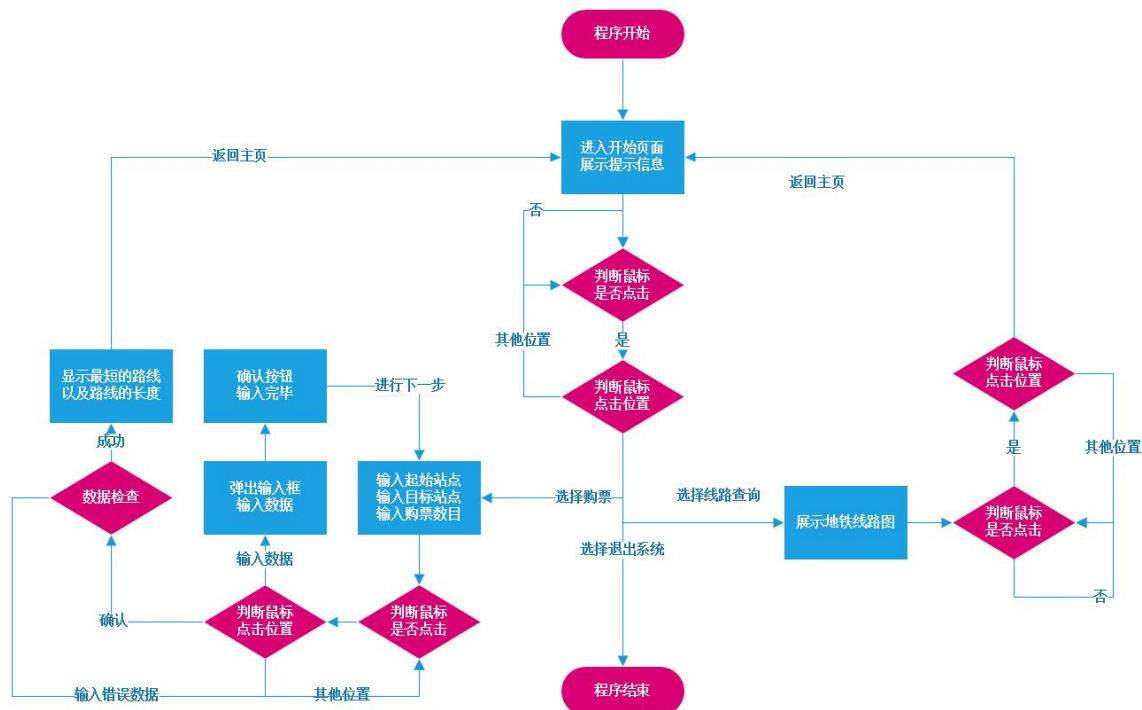 程序开始
进入开始页面
展示提示信息
返回主页
返回主页
否
判断鼠标
是否点击
其他位置
是
判断鼠标
点击位置
显示最短的路线
以及路线的长度
确认按钮
输入完毕
进行下一步
判断鼠标
点击位置
成功
是
其他位置
数据检查
弹出输入框
输入数据
输入起始站点
输入目标站点
输入购票数目
选择购票
选择线路查询
展示地铁线路图
判断鼠标
是否点击
选择退出系统
输入数据
否
确认
判断鼠标
点击位置
判断鼠标
是否点击
输入错误数据
其他位置
程序结束